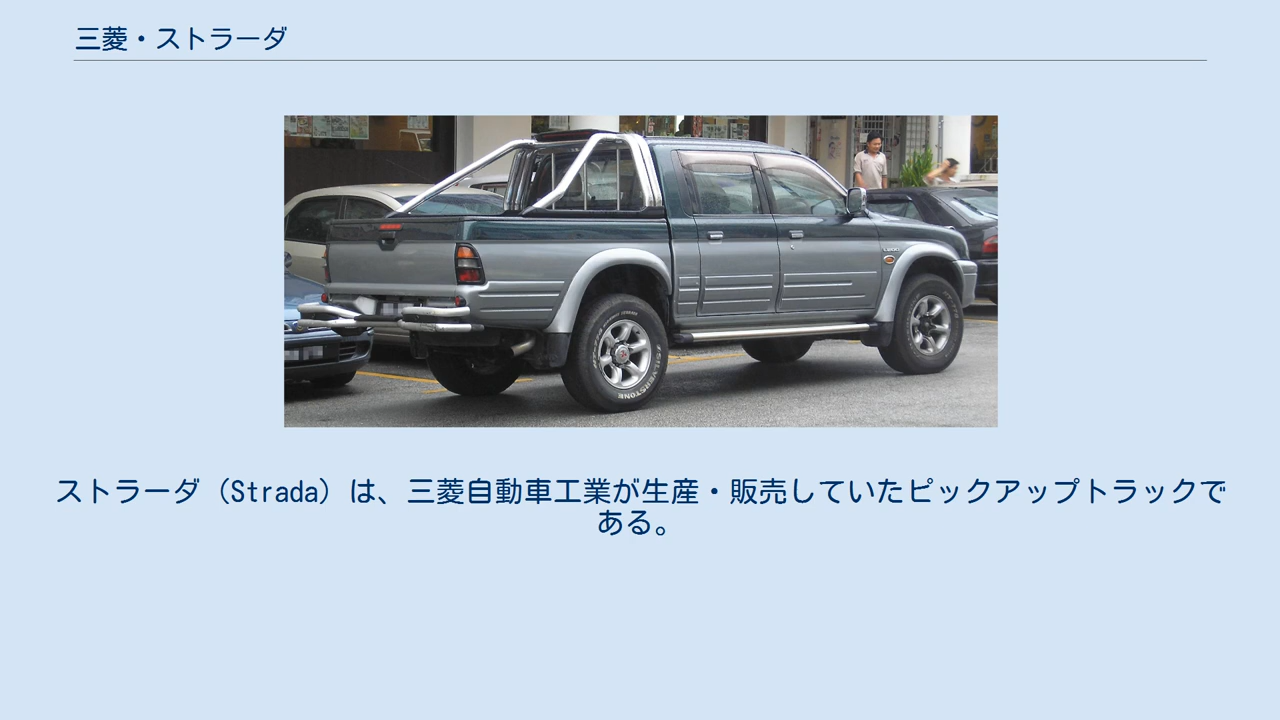 三菱・ストラーダ
L200
SILVERSTONE
ストラーダ（Strada）は、三菱自動車工業が生産・販売していたピックアップトラックで
ある。